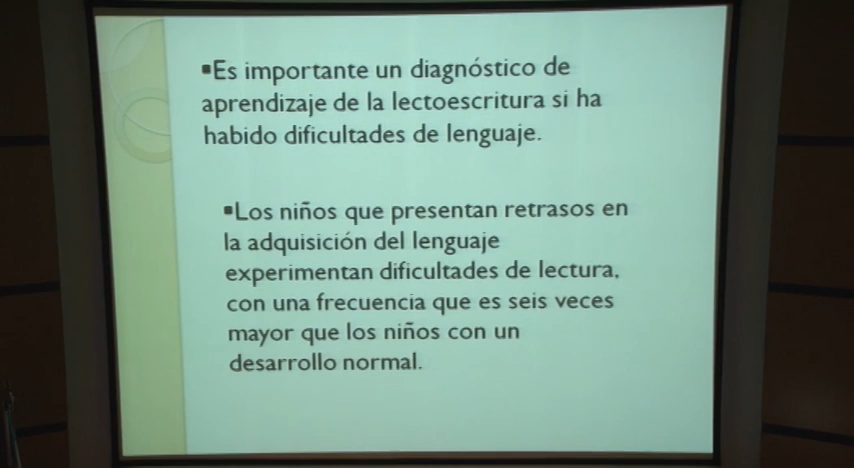 ▪Es importante un diagnóstico de
aprendizaje de la lectoescritura si ha
habido dificultades de lenguaje.
▪Los niños que presentan retrasos en
la adquisición del lenguaje
experimentan dificultades de lectura,
con una frecuencia que es seis veces
mayor que los niños con un
desarrollo normal.